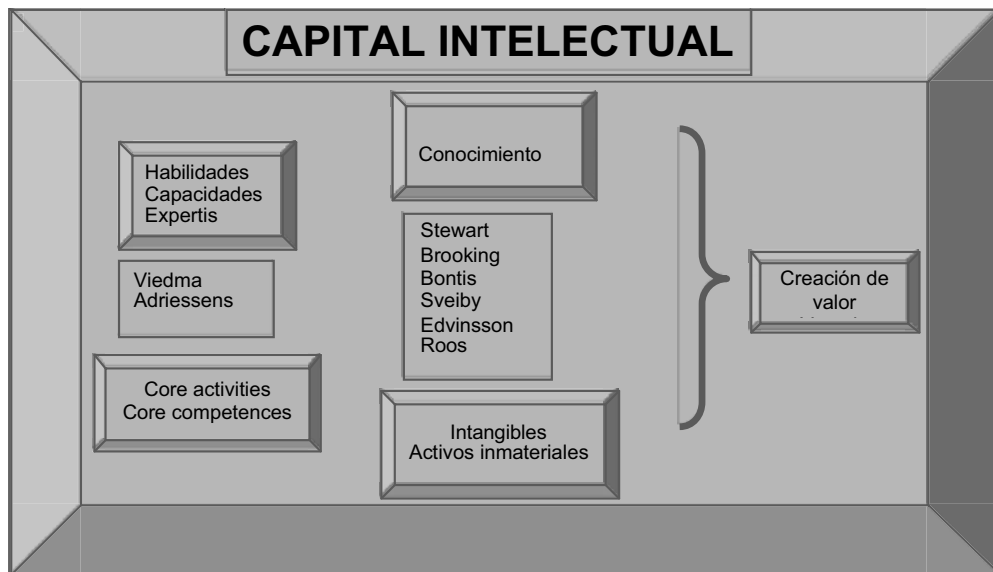 CAPITAL INTELECTUAL
Habilidades
Capacidades
Expertis
Viedma
Adriessens
Core activities
Core competences
Conocimiento
Stewart
Brooking
Bontis
Sveiby
Edvinsson
Roos
Intangibles
Activos inmateriales
Creación de
valor